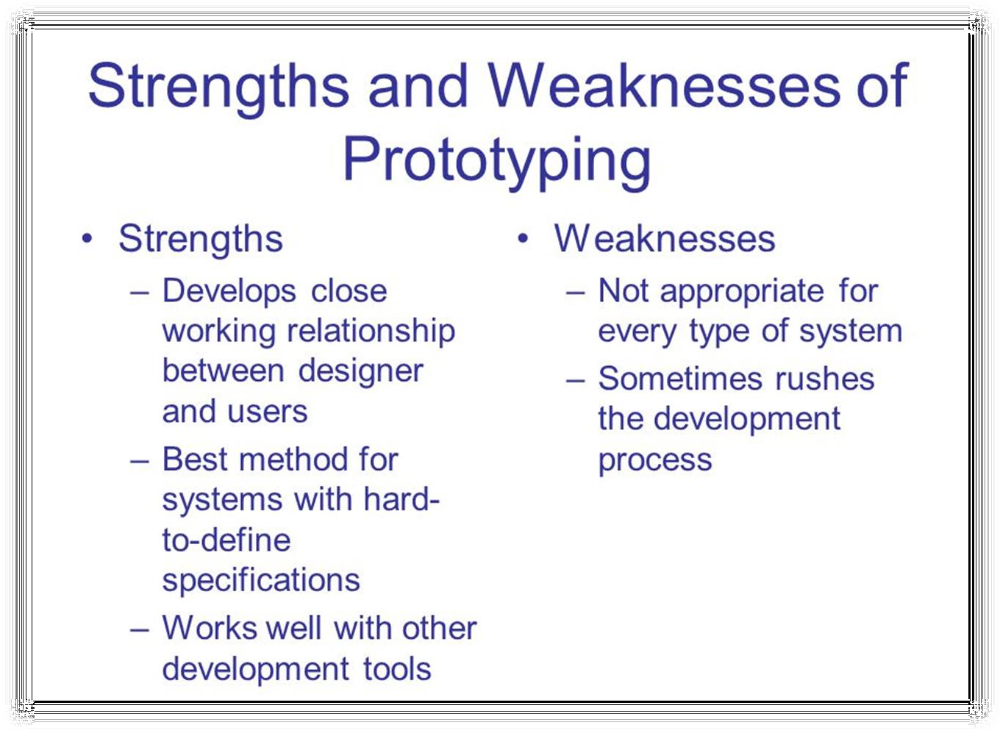 Strengths and Weaknesses of
Prototyping
• Strengths
– Develops close
working relationship
between designer
and users
– Best method for
systems with hard-
to-define
specifications
– Works well with other
development tools
• Weaknesses
– Not appropriate for
every type of system
– Sometimes rushes
the development
process